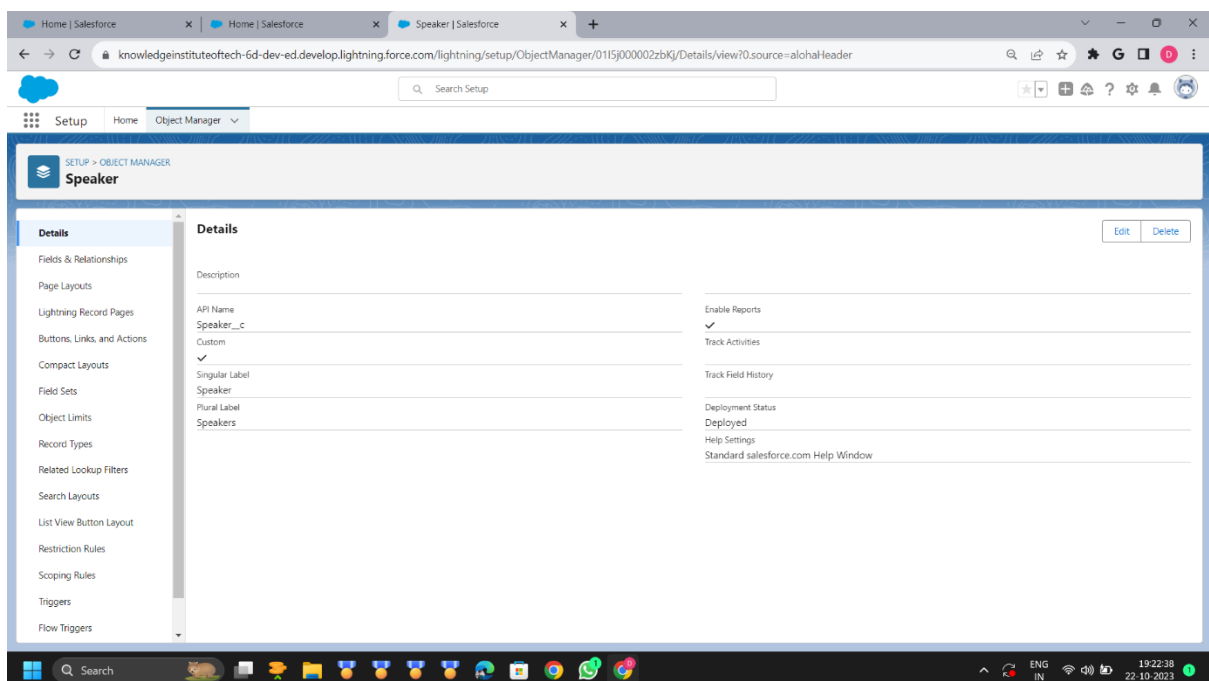 Home | Salesforce
Home | Salesforce
Speaker | Salesforce
knowledgeinstituteoftech-6d-dev-ed.develop.lightning.force.com/lightning/setup/ObjectManager/01I5j000002zbKj/Details/view?0.source=alohaHeader
G
D
Search Setup
Setup
Home
Object Manager
SETUP > OBJECT MANAGER
Speaker
Details
Fields & Relationships
Page Layouts
Lightning Record Pages
Buttons, Links, and Actions
Compact Layouts
Field Sets
Object Limits
Record Types
Related Lookup Filters
Search Layouts
List View Button Layout
Restriction Rules
Scoping Rules
Triggers
Flow Triggers
Details
Edit
Delete
Description
API Name
Speaker__c
Custom
Singular Label
Speaker
Plural Label
Speakers
Enable Reports
Track Activities
Track Field History
Deployment Status
Deployed
Help Settings
Standard salesforce.com Help Window
Search
ENG
IN
19:22:38
22-10-2023
1